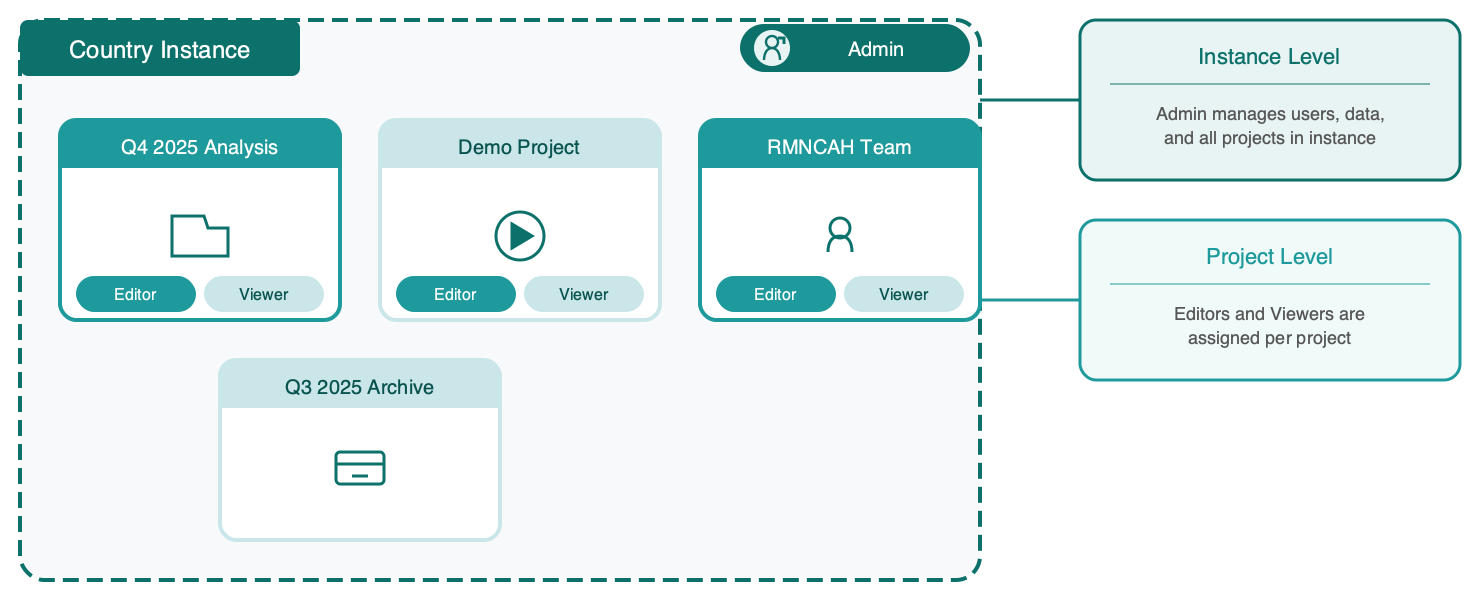 Country Instance
Admin
Instance Level
Admin manages users, data,
and all projects in instance
Q4 2025 Analysis
Demo Project
RMNCAH Team
Editor
Viewer
Editor
Viewer
Editor
Viewer
Project Level
Editors and Viewers are
assigned per project
Q3 2025 Archive